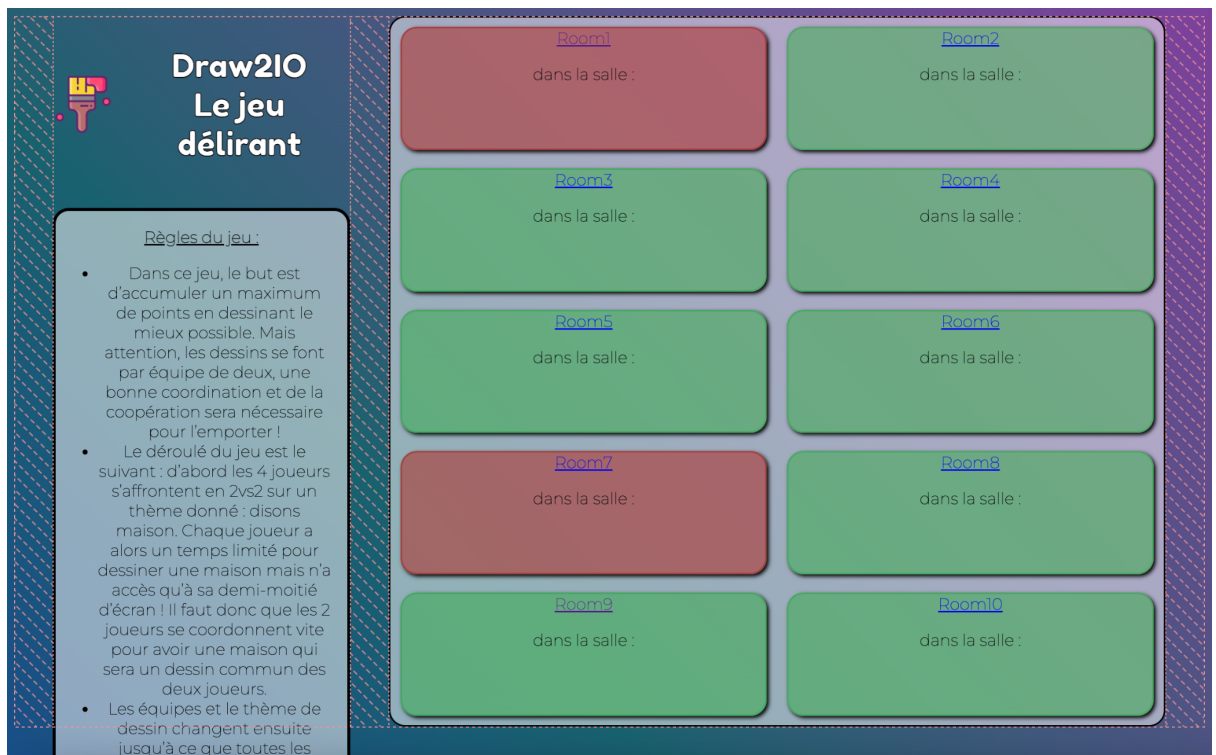 Draw2IO
Le jeu
délirant
Règles du jeu :
Dans ce jeu, le but est
d'accumuler un maximum
de points en dessinant le
mieux possible. Mais
attention, les dessins se font
par équipe de deux, une
bonne coordination et de la
coopération sera nécessaire
pour l'emporter !
Le déroulé du jeu est le
suivant : d'abord les 4 joueurs
s'affrontent en 2vs2 sur un
thème donné : disons
maison. Chaque joueur a
alors un temps limité pour
dessiner une maison mais n'a
accès qu'à sa demi-moitié
d'écran ! Il faut donc que les 2
joueurs se coordonnent vite
pour avoir une maison qui
sera un dessin commun des
deux joueurs.
Les équipes et le thème de
dessin changent ensuite
jusqu'à ce que toutes les
Room1
dans la salle :
Room2
dans la salle :
Room3
dans la salle :
Room4
dans la salle :
Room5
dans la salle :
Room6
dans la salle :
Room7
dans la salle :
Room8
dans la salle :
Room9
dans la salle :
Room10
dans la salle :